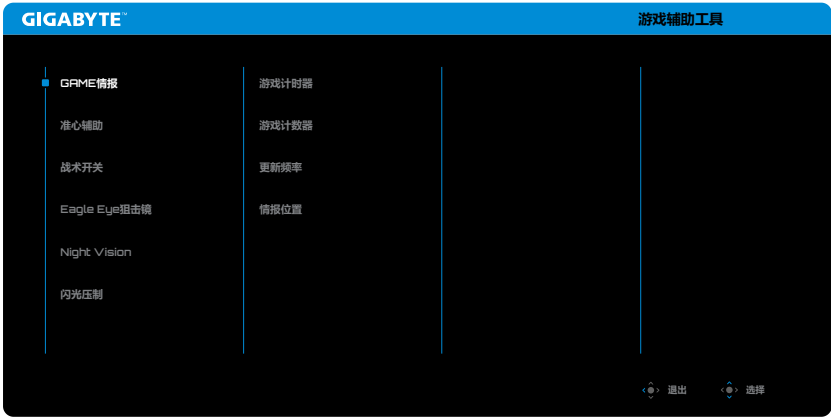 GIGABYTE™
游戏辅助工具
GAME情报
准心辅助
战术开关
Eagle Eye狙击镜
Night Vision
闪光压制
游戏计时器
游戏计数器
更新频率
情报位置
退出
选择